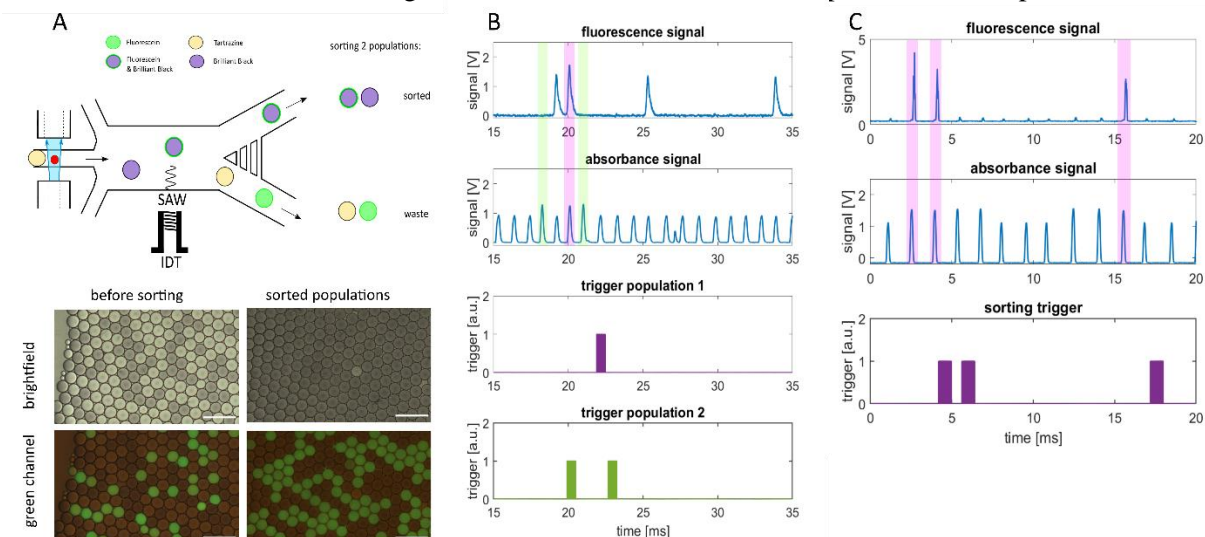 A
Fluorescein
Tartrazine
Fluorescein
& Brilliant Black
Brilliant Black
sorting 2 populations:
sorted
waste
SAW
IDT
before sorting
sorted populations
brightfield
green channel
B
fluorescence signal
signal [V]
2
1
0
15
20
25
30
35
absorbance signal
signal [V]
2
1
0
15
20
25
30
35
trigger population 1
trigger [a.u.]
2
1
0
15
20
25
30
35
trigger population 2
trigger [a.u.]
2
1
0
15
20
25
30
35
time [ms]
C
fluorescence signal
signal [V]
5
0
0
5
10
15
20
absorbance signal
signal [V]
2
1
0
0
5
10
15
20
sorting trigger
trigger [a.u.]
2
1
0
0
5
10
15
20
time [ms]